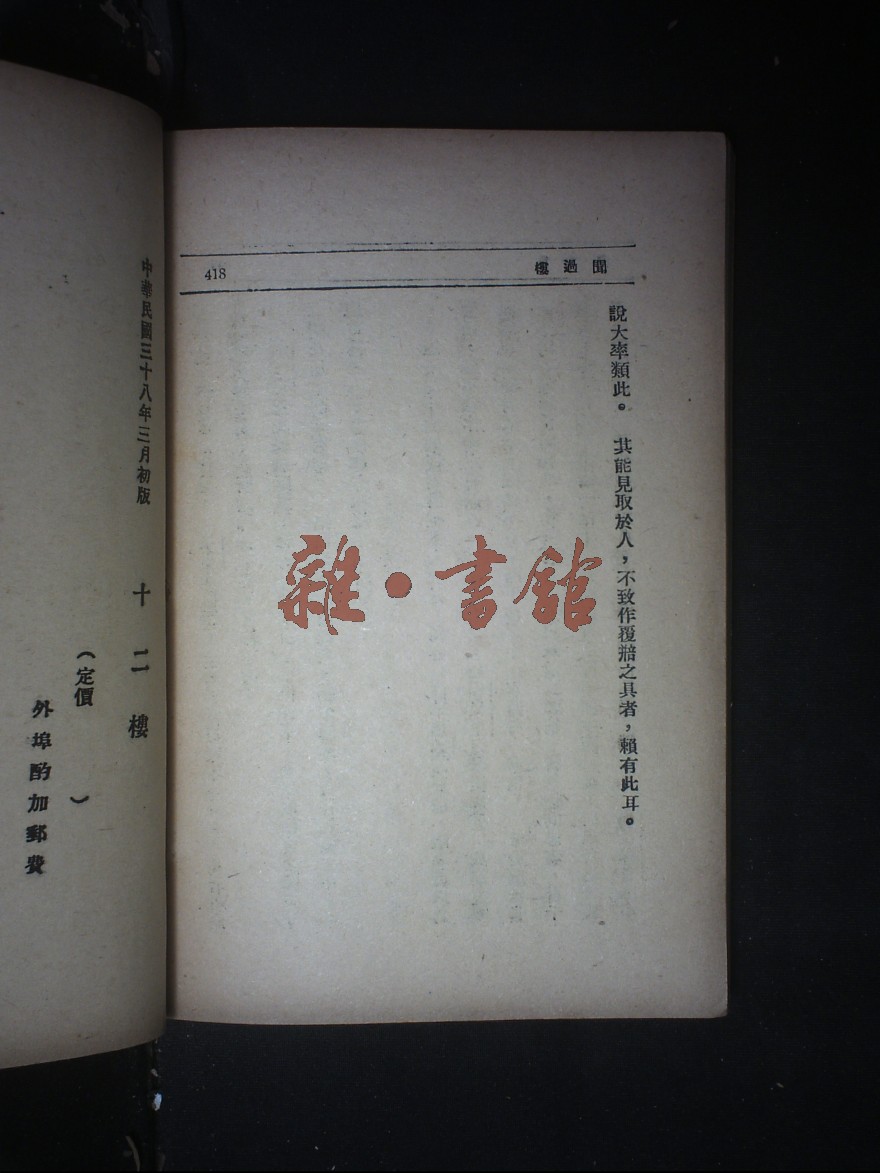 418
聞過樓
說大率類此。其能見取於人，不致作覆瓿之具者，賴有此耳。
雜·書館
中華民國三十八年三月初版
十二樓
（定價　　）
外埠酌加郵費